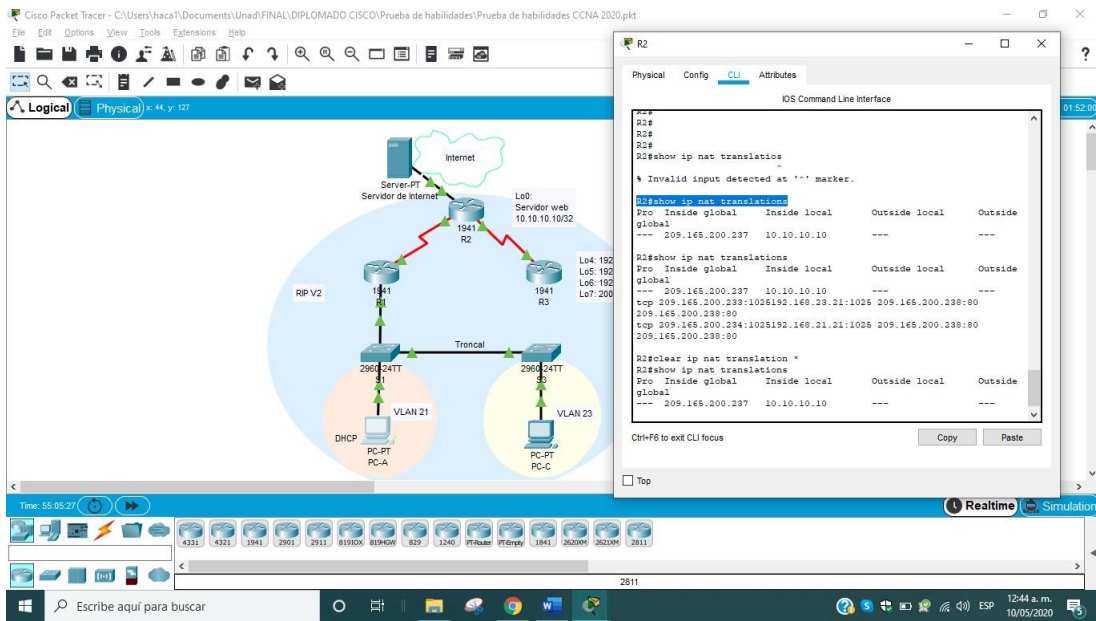 Cisco Packet Tracer - C:\Users\haca1\Documents\Unad\FINAL\DIPLOMADO CISCO\Prueba de habilidades\Prueba de habilidades CCNA 2020.pkt
File Edit Options View Tools Extensions Help
Logical
Physical
x: 44, y: 127
01:52:00
Internet
Server-PT
Servidor de Internet
Lo0:
Servidor web
10.10.10.10/32
1941
R2
Lo4: 192
Lo5: 192
Lo6: 192
Lo7: 200
RIP V2
1941
R1
1941
R3
Troncal
2960-24TT
S1
2960-24TT
S3
VLAN 21
VLAN 23
DHCP
PC-PT
PC-A
PC-PT
PC-C
R2
Physical Config CLI Attributes
IOS Command Line Interface
R2#
R2#
R2#
R2#
R2#show ip nat translatios
^
% Invalid input detected at '^' marker.
R2#show ip nat translations
Pro Inside global Inside local Outside local Outside
global
--- 209.165.200.237 10.10.10.10 --- ---
R2#show ip nat translations
Pro Inside global Inside local Outside local Outside
global
--- 209.165.200.237 10.10.10.10 --- ---
tcp 209.165.200.233:1025192.168.23.21:1025 209.165.200.238:80
209.165.200.238:80
tcp 209.165.200.234:1025192.168.21.21:1025 209.165.200.238:80
209.165.200.238:80
R2#clear ip nat translation *
R2#show ip nat translations
Pro Inside global Inside local Outside local Outside
global
--- 209.165.200.237 10.10.10.10 --- ---
Ctrl+F6 to exit CLI focus
Copy
Paste
Top
Time: 55:05:27
Realtime
Simulation
4331 4321 1941 2901 2911 819IOX 819HGW 829 1240 PT-Router PT-Empty 1841 2620XM 2621XM 2811
2811
Escribe aquí para buscar
ESP
12:44 a. m.
10/05/2020